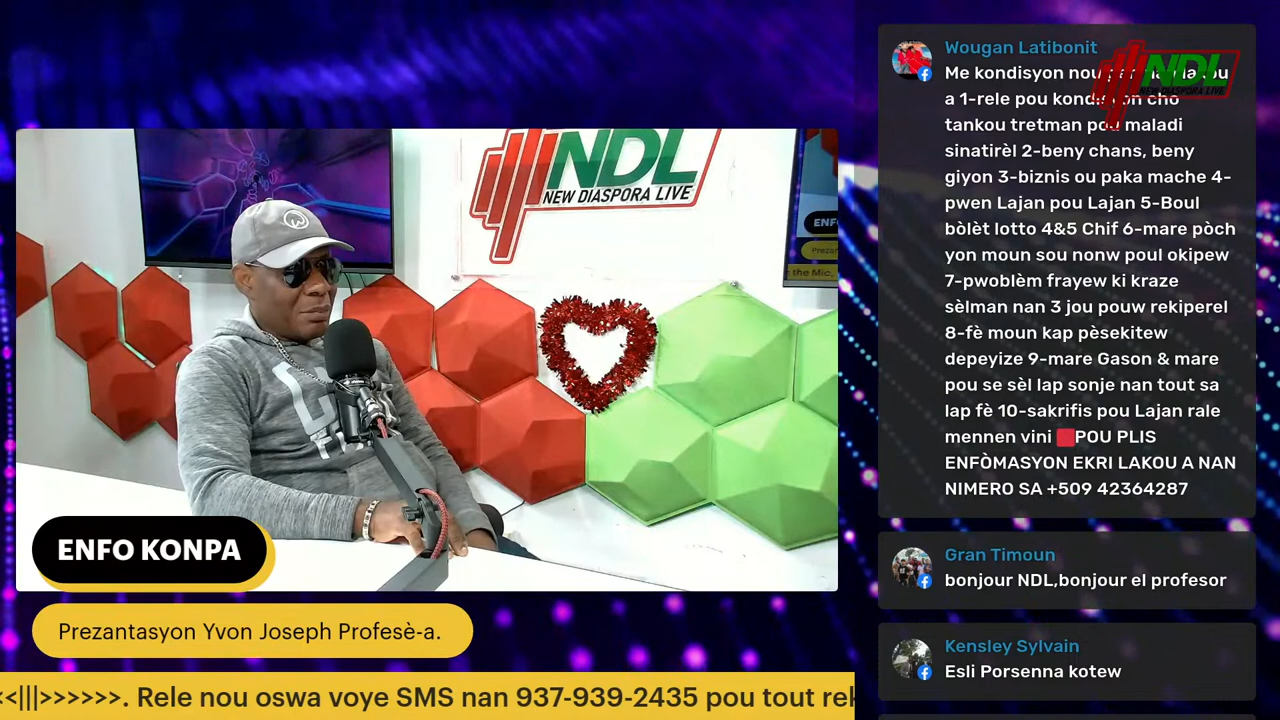 NDL
NEW DIASPORA LIVE
the Mic,
ENFO KONPA
Prezantasyon Yvon Joseph Profesè-a.
<<|||>>>>>>. Rele nou oswa voye SMS nan 937-939-2435 pou tout
Wougan Latibonit
NDL
NEW DIASPORA LIVE
Me kondisyon
a 1-rele pou cho
tankou tretman pou maladi
sinatirèl 2-beny chans, beny
giyon 3-biznis ou paka mache 4-
pwen Lajan pou Lajan 5-Boul
bòlèt lotto 4&5 Chif 6-mare pòch
yon moun sou nonw poul okipew
7-pwoblèm frayew ki kraze
sèlman nan 3 jou pouw rekiperel
8-fè moun kap pèsekitew
depeyize 9-mare Gason & mare
pou se sèl lap sonje nan tout sa
lap fè 10-sakrifis pou Lajan rale
mennen vini POU PLIS
ENFÒMASYON EKRI LAKOU A NAN
NIMERO SA +509 42364287
Gran Timoun
bonjour NDL,bonjour el profesor
Kensley Sylvain
Esli Porsenna kotew